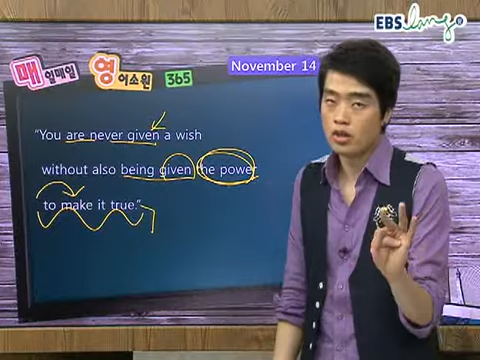 EBSlang
매일매일
영어소원
365
November 14
"You are never given a wish
without also being given the power
to make it true."